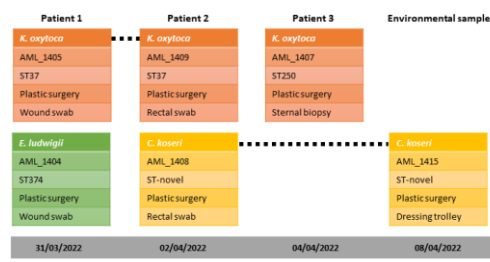 Patient 1 Patient 2 Patient 3 Environmental sample
K. oxytoca K. oxytoca K. oxytoca
AML_1405 AML_1409 AML_1407
ST37 ST37 ST250
Plastic surgery Plastic surgery Plastic surgery
Wound swab Rectal swab Sternal biopsy
E. ludwigii C. koseri C. koseri
AML_1404 AML_1408 AML_1415
ST374 ST-novel ST-novel
Plastic surgery Plastic surgery Plastic surgery
Wound swab Rectal swab Dressing trolley
31/03/2022 02/04/2022 04/04/2022 08/04/2022